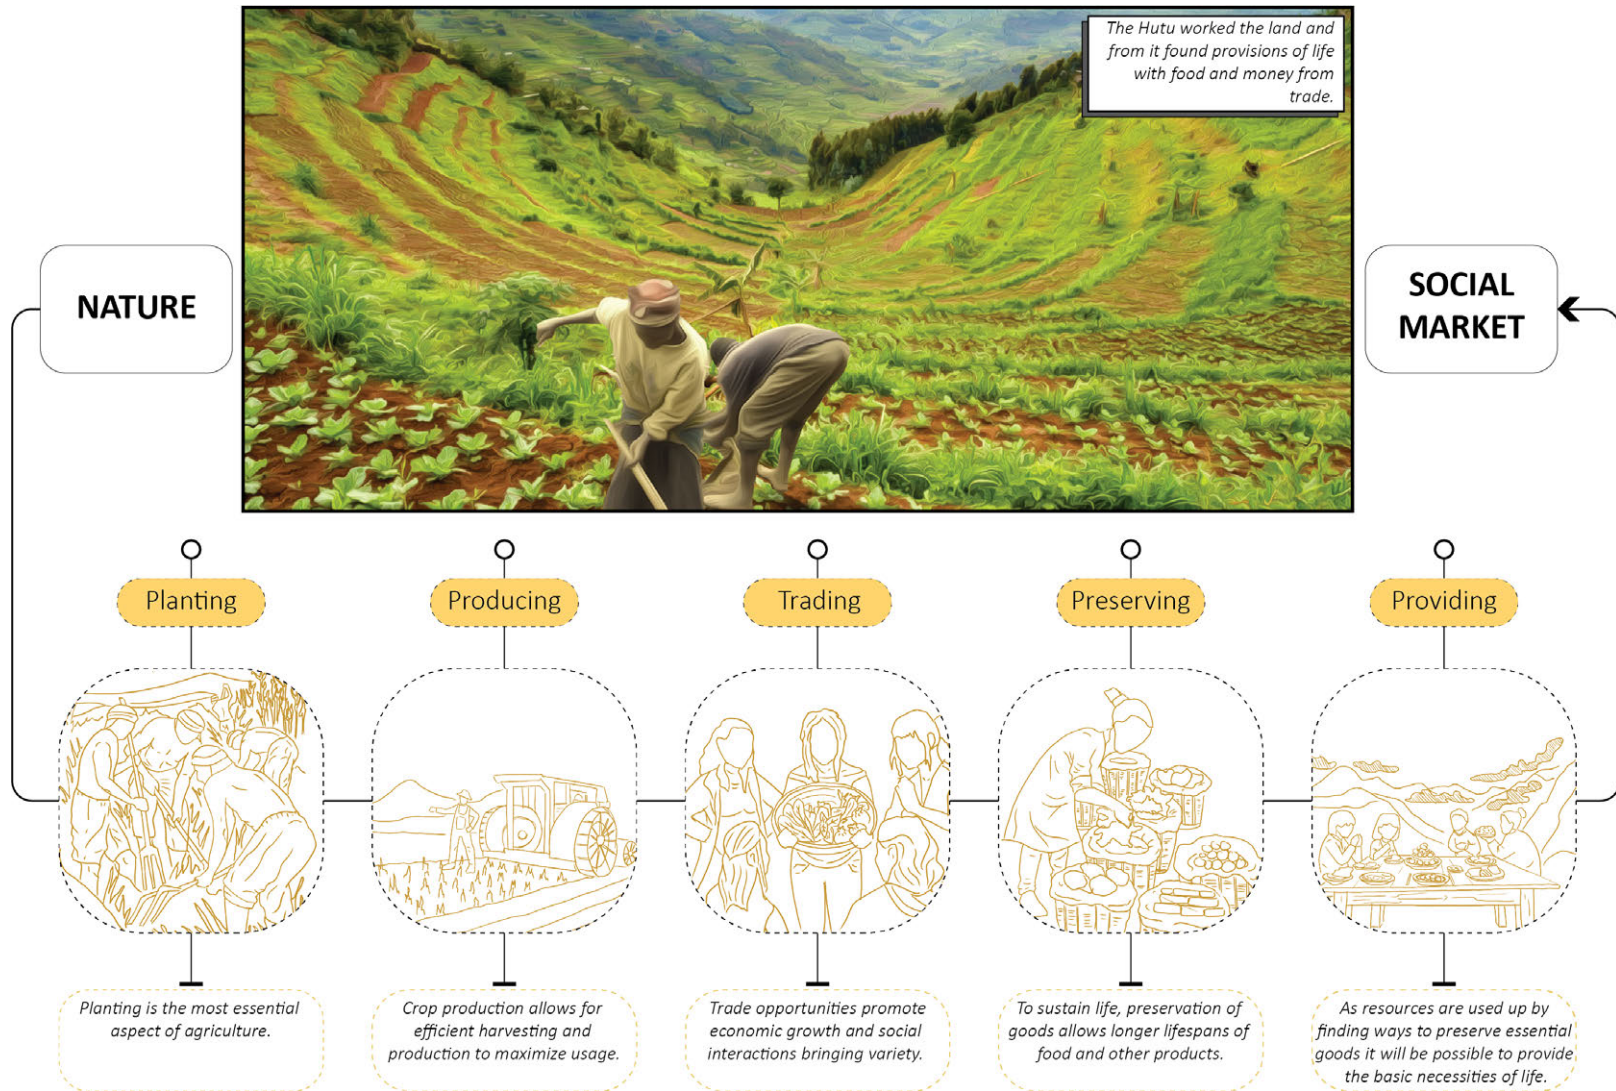 The Hutu worked the land and
from it found provisions of life
with food and money from
trade.
NATURE
SOCIAL
MARKET
Planting
Producing
Trading
Preserving
Providing
Planting is the most essential
aspect of agriculture.
Crop production allows for
efficient harvesting and
production to maximize usage.
Trade opportunities promote
economic growth and social
interactions bringing variety.
To sustain life, preservation of
goods allows longer lifespans of
food and other products.
As resources are used up by
finding ways to preserve essential
goods it will be possible to provide
the basic necessities of life.